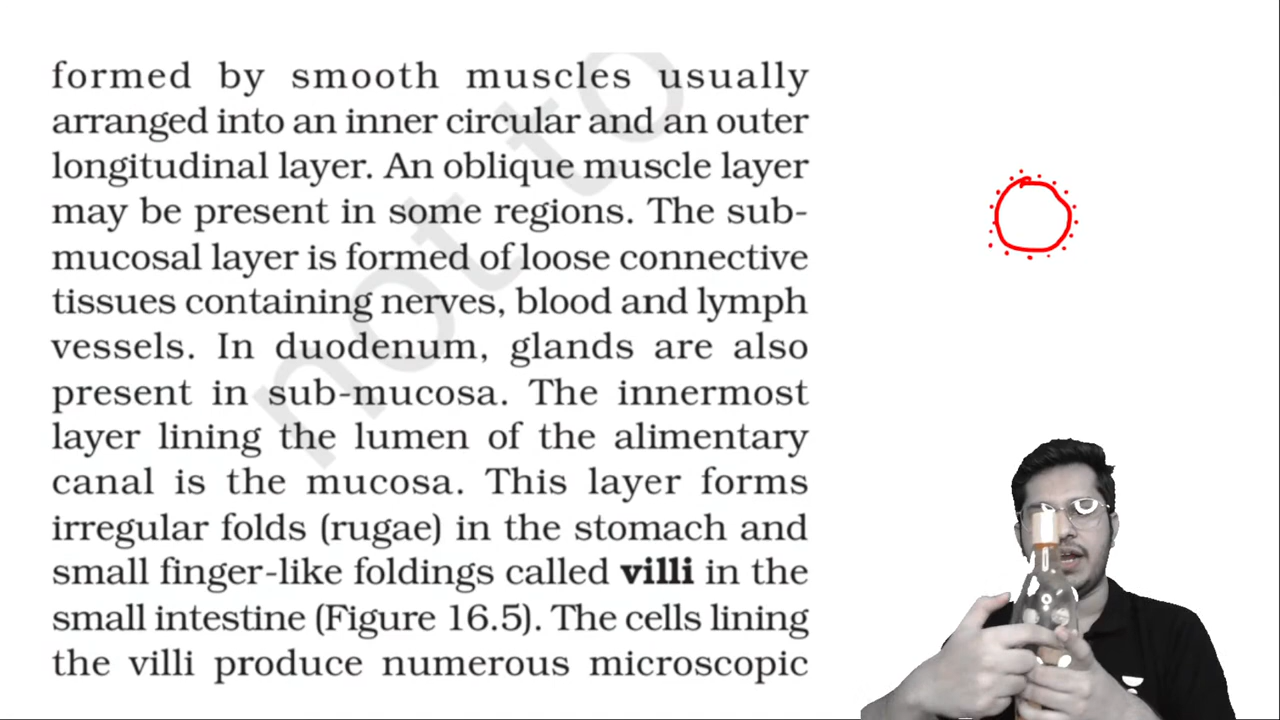 formed by smooth muscles usually
arranged into an inner circular and an outer
longitudinal layer. An oblique muscle layer
may be present in some regions. The sub-
mucosal layer is formed of loose connective
tissues containing nerves, blood and lymph
vessels. In duodenum, glands are also
present in sub-mucosa. The innermost
layer lining the lumen of the alimentary
canal is the mucosa. This layer forms
irregular folds (rugae) in the stomach and
small finger-like foldings called villi in the
small intestine (Figure 16.5). The cells lining
the villi produce numerous microscopic
not to